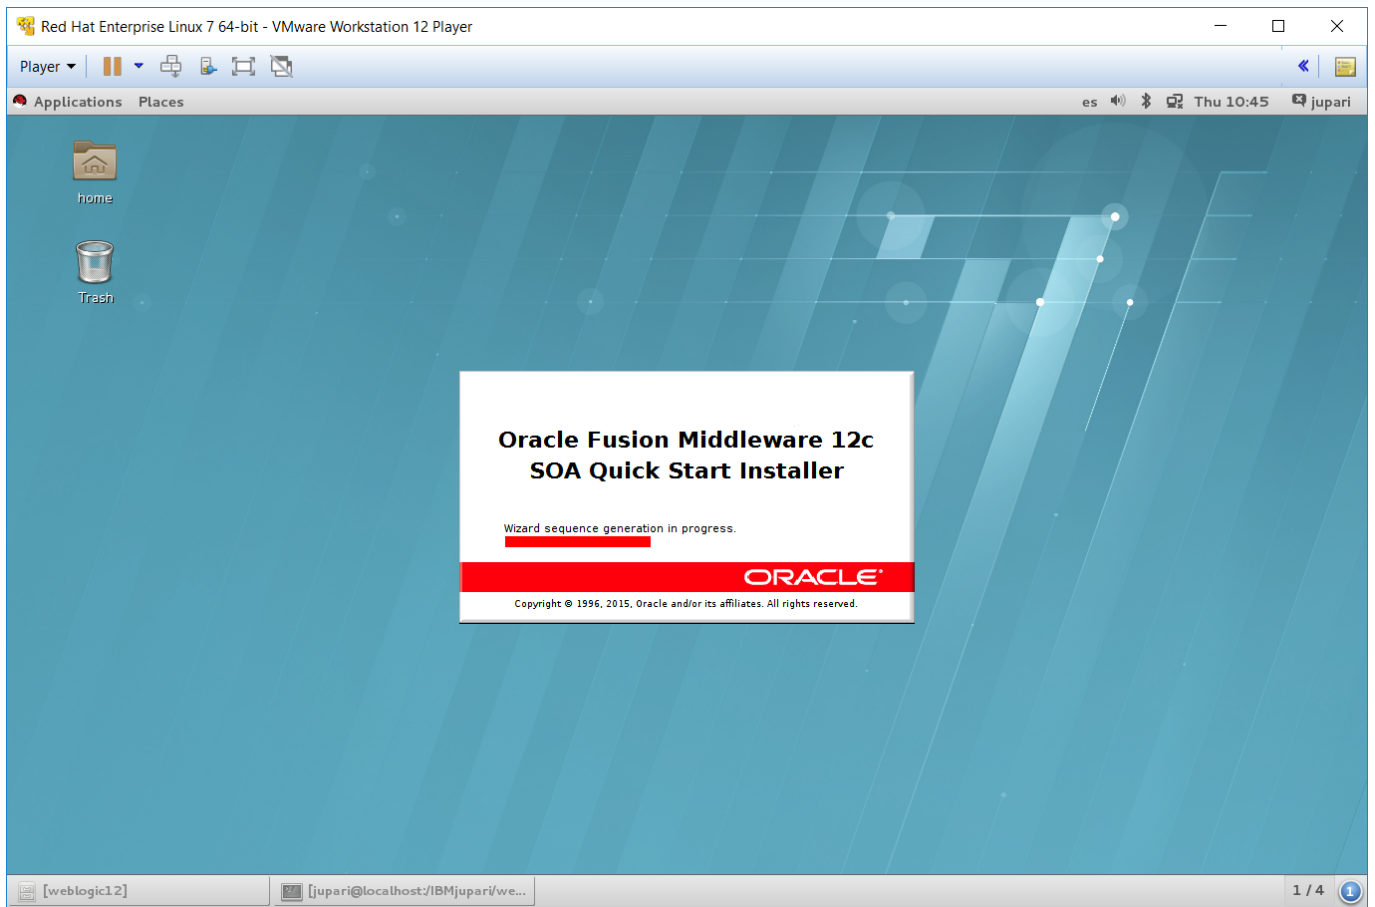 Red Hat Enterprise Linux 7 64-bit - VMware Workstation 12 Player
Player
Applications Places es Thu 10:45 jupari
home
Trash
Oracle Fusion Middleware 12c
SOA Quick Start Installer
Wizard sequence generation in progress.
ORACLE
Copyright © 1996, 2015, Oracle and/or its affiliates. All rights reserved.
[weblogic12] [jupari@localhost:/IBMjupari/we... 1 / 4 1